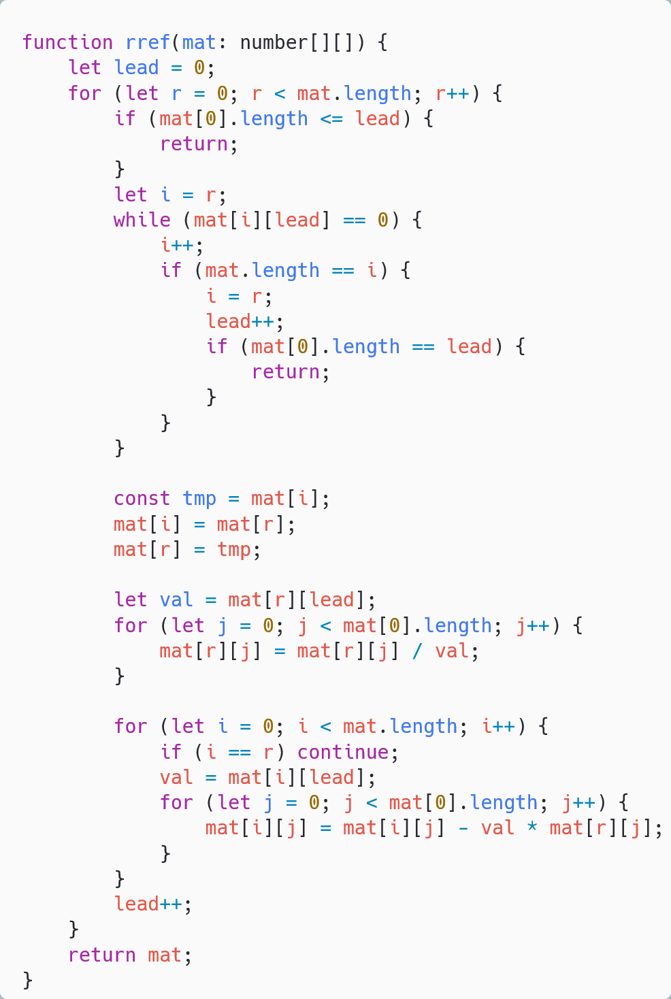 function rref(mat: number[][]) {
    let lead = 0;
    for (let r = 0; r < mat.length; r++) {
        if (mat[0].length <= lead) {
            return;
        }
        let i = r;
        while (mat[i][lead] == 0) {
            i++;
            if (mat.length == i) {
                i = r;
                lead++;
                if (mat[0].length == lead) {
                    return;
                }
            }
        }

        const tmp = mat[i];
        mat[i] = mat[r];
        mat[r] = tmp;

        let val = mat[r][lead];
        for (let j = 0; j < mat[0].length; j++) {
            mat[r][j] = mat[r][j] / val;
        }

        for (let i = 0; i < mat.length; i++) {
            if (i == r) continue;
            val = mat[i][lead];
            for (let j = 0; j < mat[0].length; j++) {
                mat[i][j] = mat[i][j] - val * mat[r][j];
            }
        }
        lead++;
    }
    return mat;
}